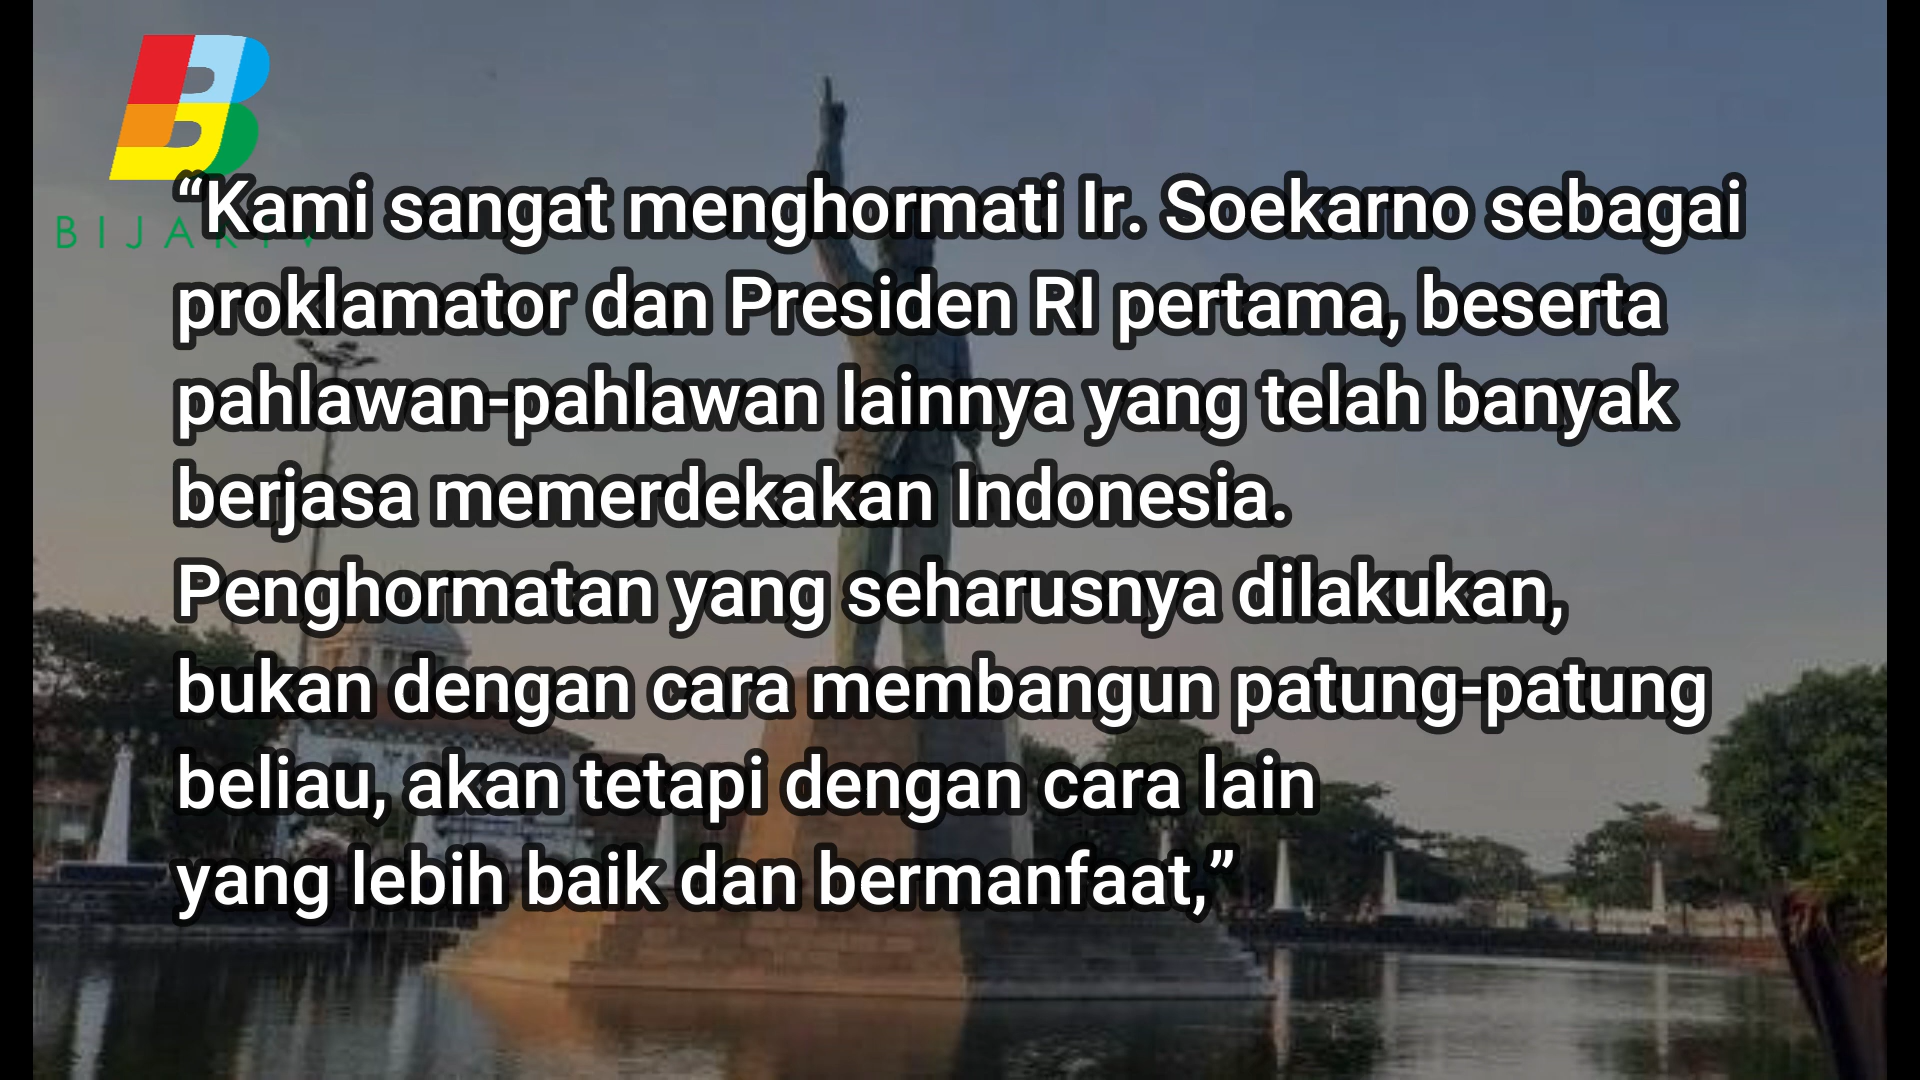 “Kami sangat menghormati Ir. Soekarno sebagai
proklamator dan Presiden RI pertama, beserta
pahlawan-pahlawan lainnya yang telah banyak
berjasa memerdekakan Indonesia.
Penghormatan yang seharusnya dilakukan,
bukan dengan cara membangun patung-patung
beliau, akan tetapi dengan cara lain
yang lebih baik dan bermanfaat,”